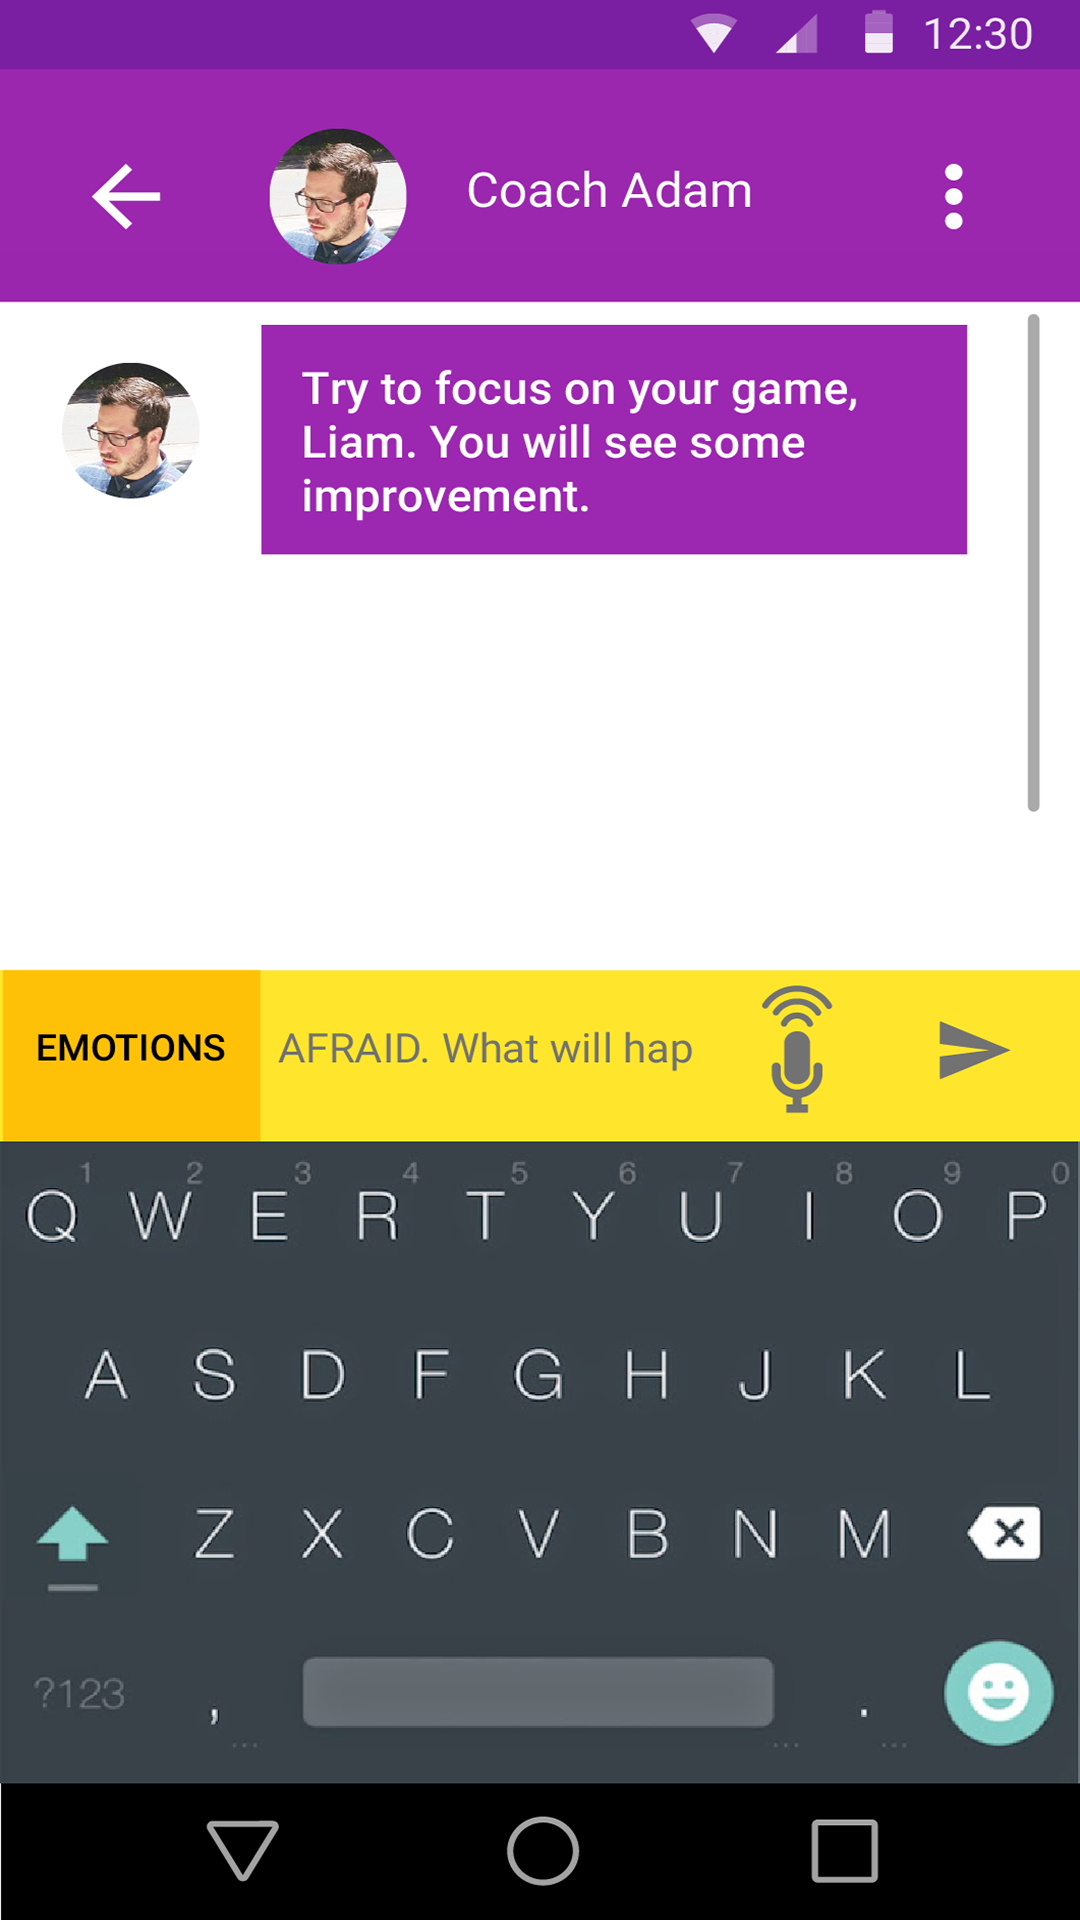 12:30
Coach Adam
Try to focus on your game,
Liam. You will see some
improvement.
EMOTIONS AFRAID. What will hap
1 2 3 4 5 6 7 8 9 0
Q W E R T Y U I O P
A S D F G H J K L
Z X C V B N M
?123 , .